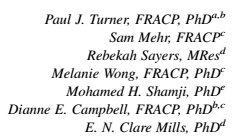 Paul J. Turner, FRACP, PhDᵃ,ᵇ
Sam Mehr, FRACPᶜ
Rebekah Sayers, MResᵈ
Melanie Wong, FRACP, PhDᶜ
Mohamed H. Shamji, PhDᵉ
Dianne E. Campbell, FRACP, PhDᵇ,ᶜ
E. N. Clare Mills, PhDᵈ